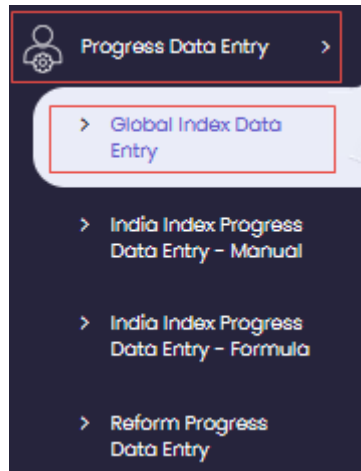 Progress Data Entry
Global Index Data
Entry
India Index Progress
Data Entry - Manual
India Index Progress
Data Entry - Formula
Reform Progress
Data Entry